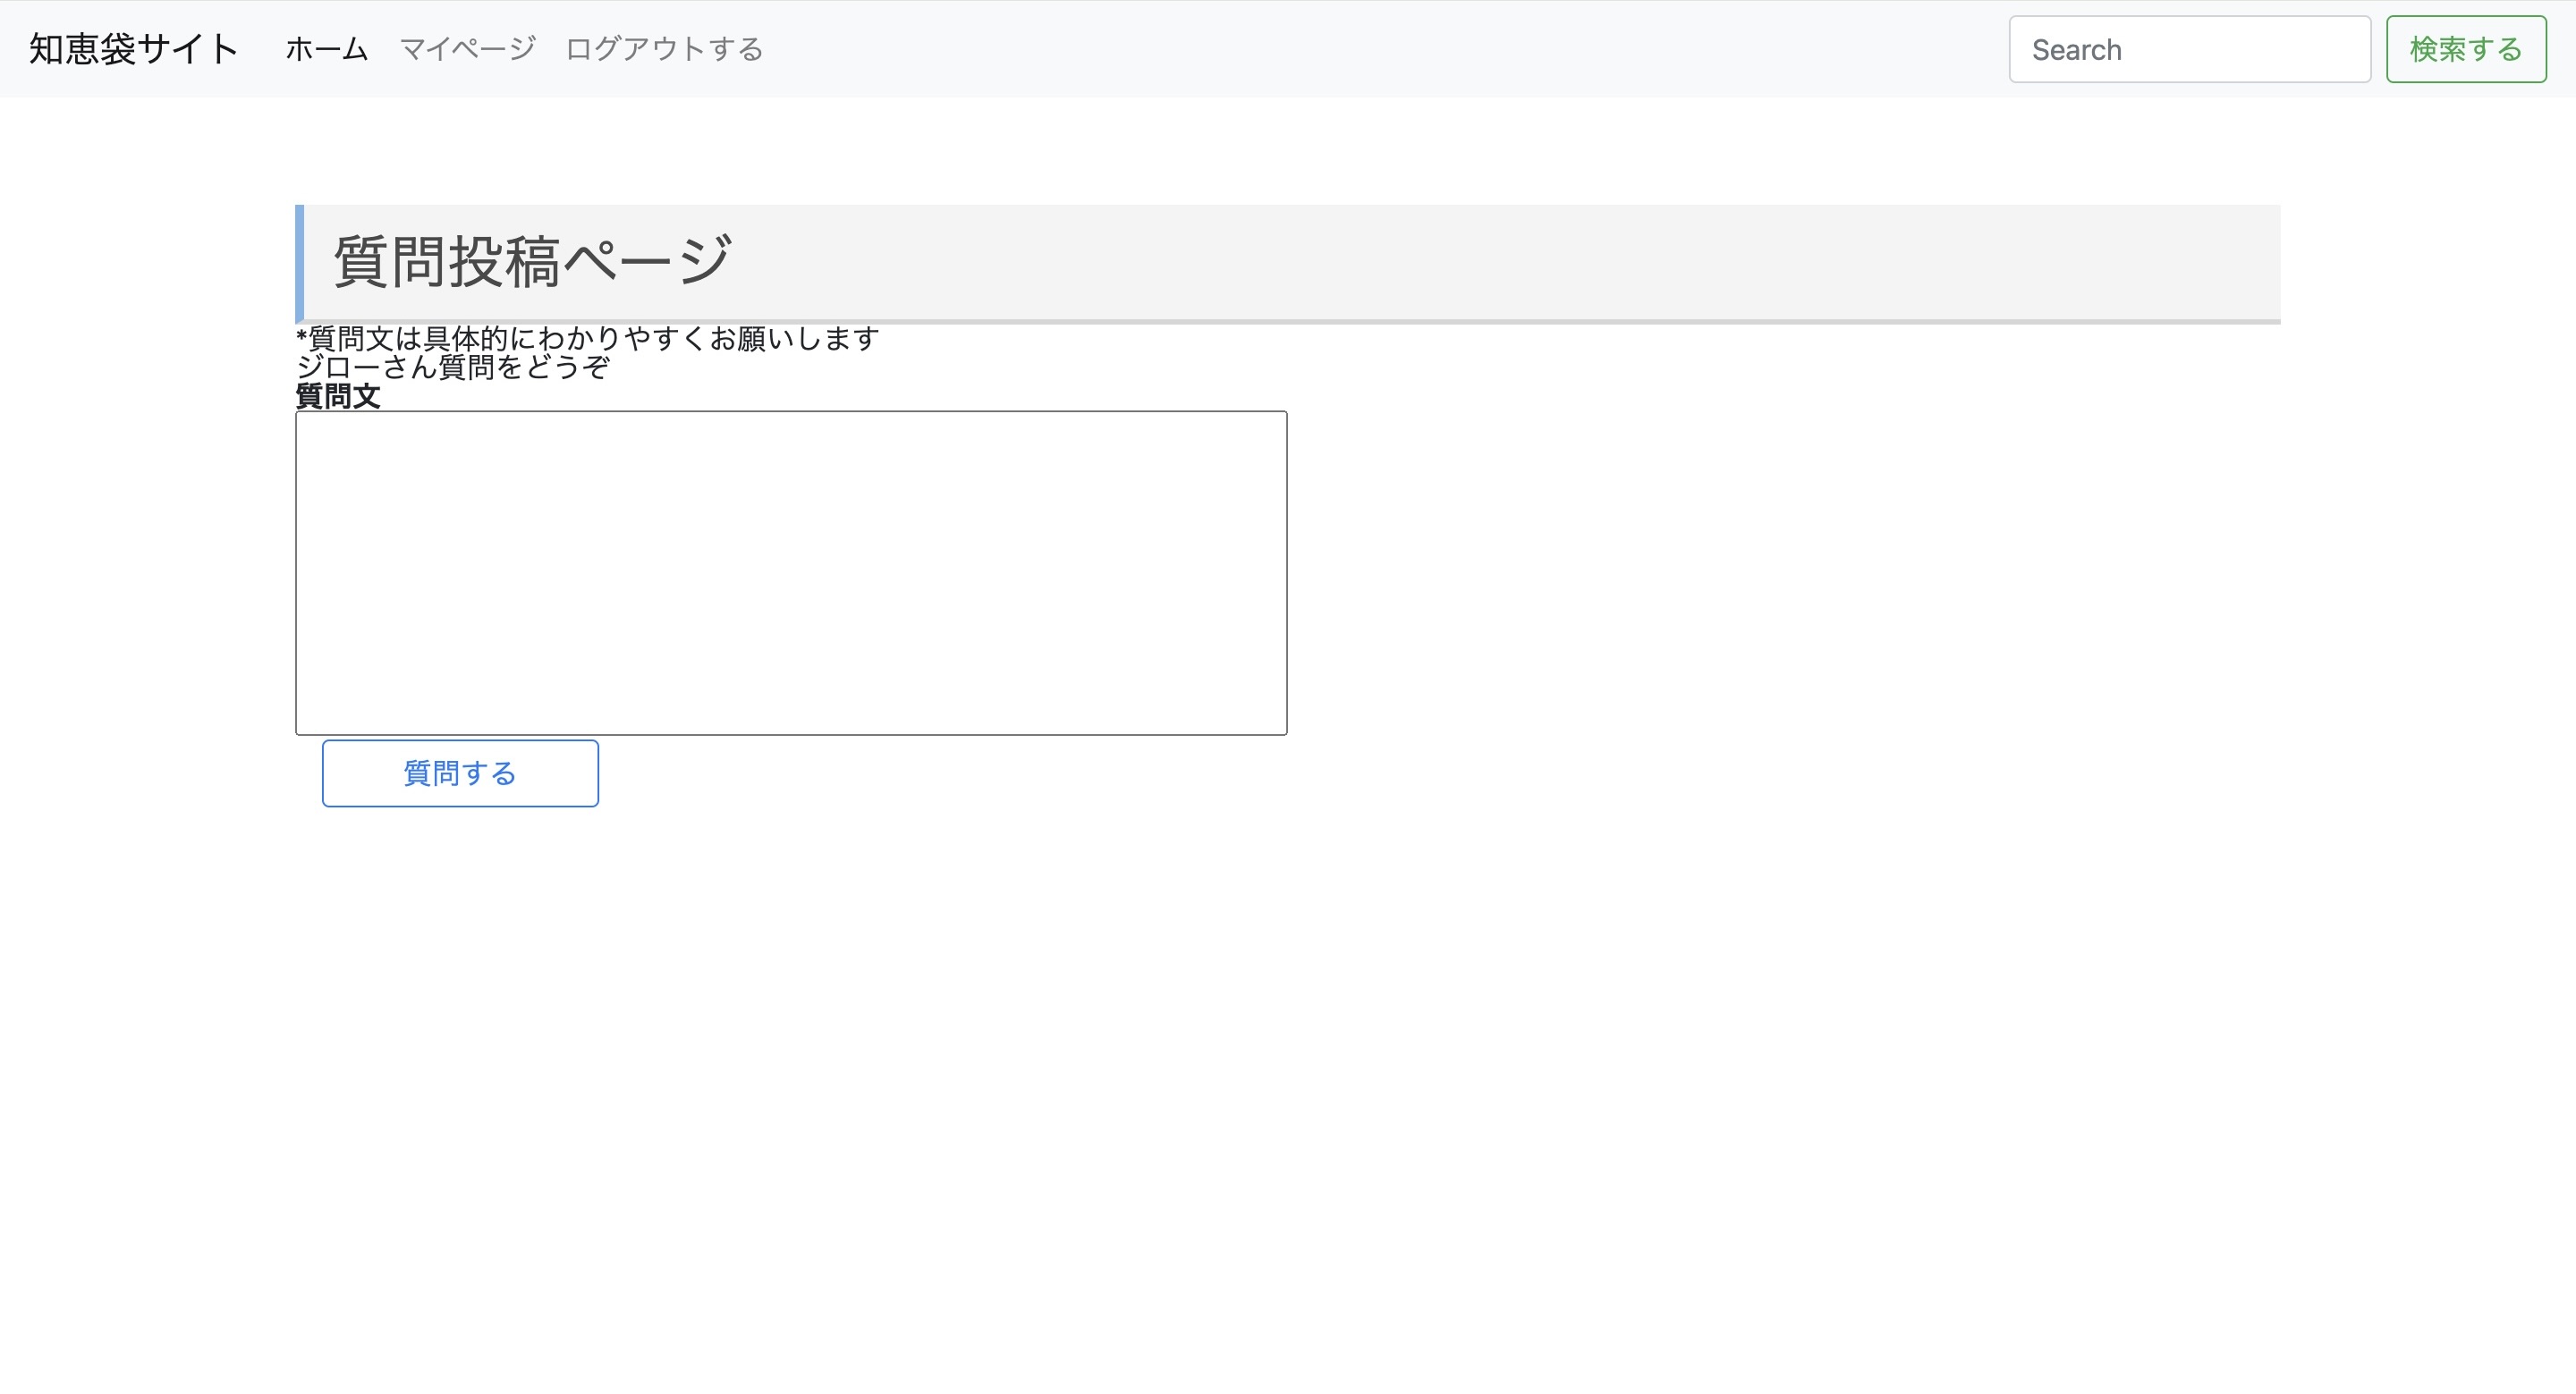 知恵袋サイト ホーム マイページ ログアウトする Search 検索する
質問投稿ページ
*質問文は具体的にわかりやすくお願いします
ジローさん質問をどうぞ
質問文
質問する